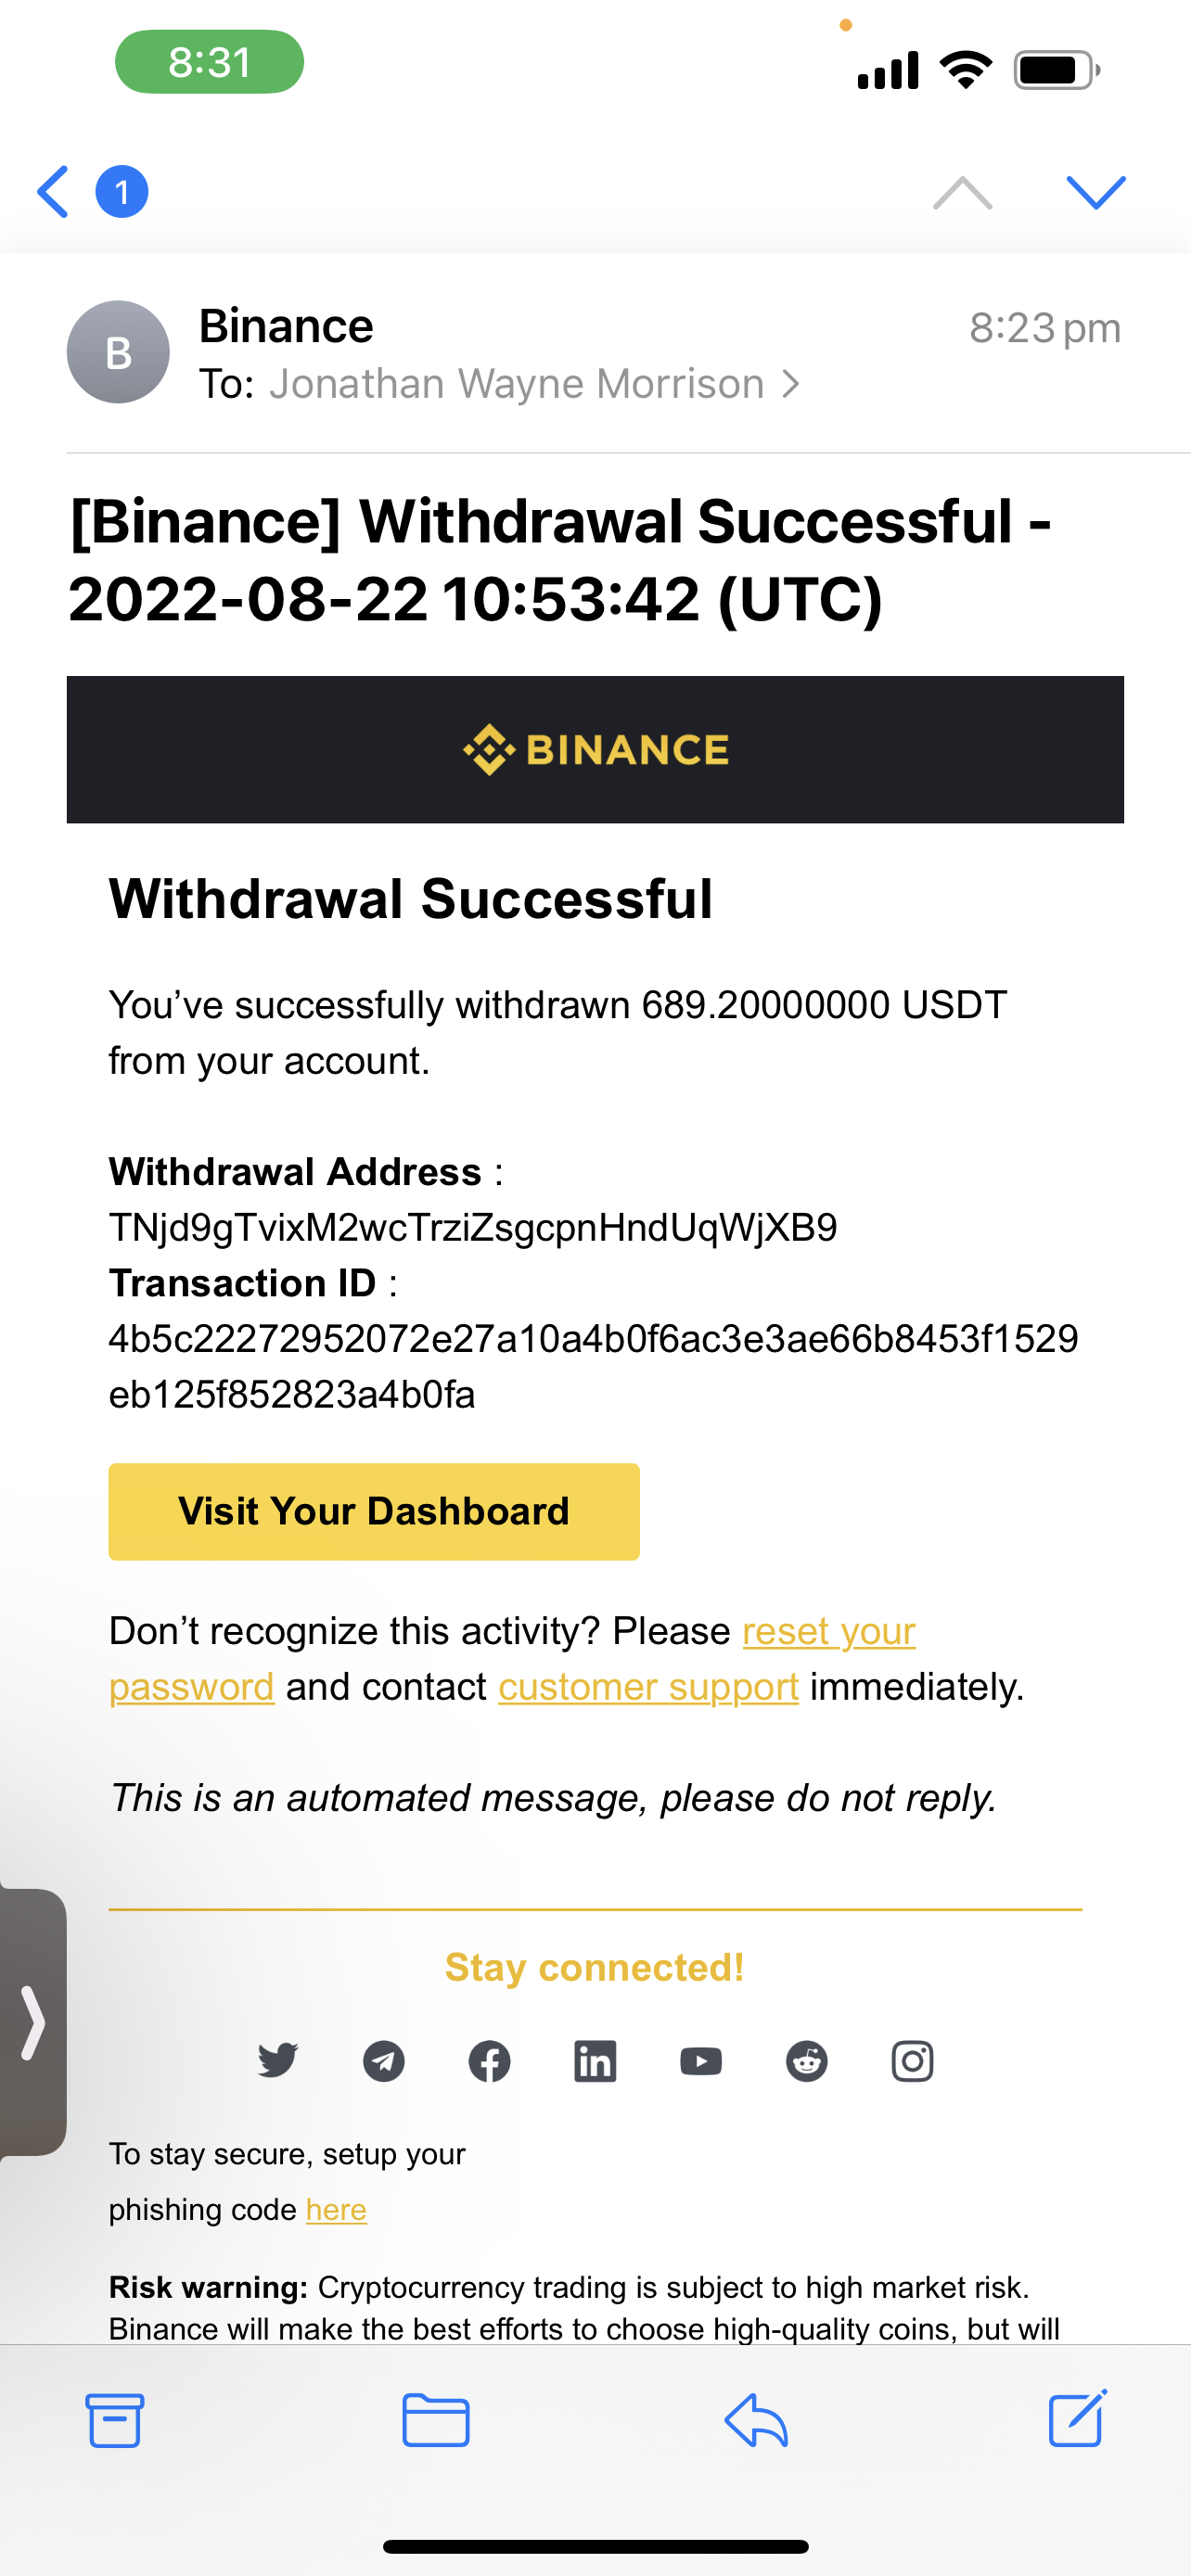 8:31
1
B
Binance
8:23 pm
To: Jonathan Wayne Morrison
[Binance] Withdrawal Successful -
2022-08-22 10:53:42 (UTC)
BINANCE
Withdrawal Successful
You’ve successfully withdrawn 689.20000000 USDT
from your account.
Withdrawal Address :
TNjd9gTvixM2wcTrziZsgcpnHndUqWjXB9
Transaction ID :
4b5c22272952072e27a10a4b0f6ac3e3ae66b8453f1529
eb125f852823a4b0fa
Visit Your Dashboard
Don’t recognize this activity? Please reset your
password and contact customer support immediately.
This is an automated message, please do not reply.
Stay connected!
To stay secure, setup your
phishing code here
Risk warning: Cryptocurrency trading is subject to high market risk.
Binance will make the best efforts to choose high-quality coins, but will